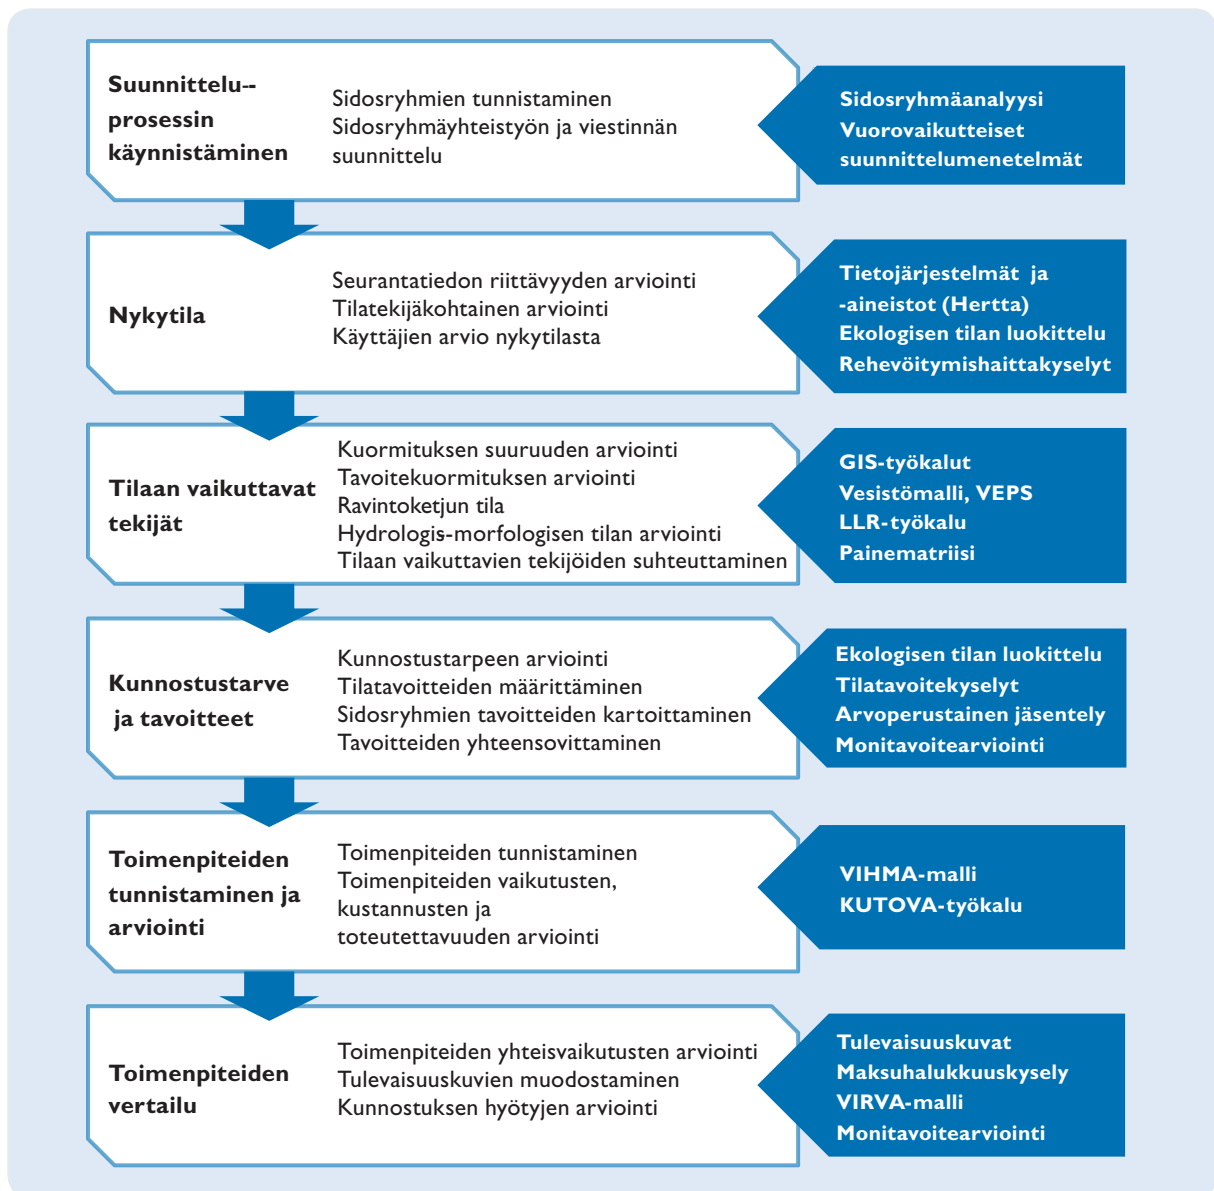 Suunnittelu--
prosessin
käynnistäminen
Sidosryhmien tunnistaminen
Sidosryhmäyhteistyön ja viestinnän
suunnittelu
Sidosryhmäanalyysi
Vuorovaikutteiset
suunnittelumenetelmät
Nykytila
Seurantatiedon riittävyyden arviointi
Tilatekijäkohtainen arviointi
Käyttäjien arvio nykytilasta
Tietojärjestelmät ja
-aineistot (Hertta)
Ekologisen tilan luokittelu
Rehevöitymishaittakyselyt
Tilaan vaikuttavat
tekijät
Kuormituksen suuruuden arviointi
Tavoitekuormituksen arviointi
Ravintoketjun tila
Hydrologis-morfologisen tilan arviointi
Tilaan vaikuttavien tekijöiden suhteuttaminen
GIS-työkalut
Vesistömalli, VEPS
LLR-työkalu
Painematriisi
Kunnostustarve
ja tavoitteet
Kunnostustarpeen arviointi
Tilatavoitteiden määrittäminen
Sidosryhmien tavoitteiden kartoittaminen
Tavoitteiden yhteensovittaminen
Ekologisen tilan luokittelu
Tilatavoitekyselyt
Arvoperustainen jäsentely
Monitavoitearviointi
Toimenpiteiden
tunnistaminen ja
arviointi
Toimenpiteiden tunnistaminen
Toimenpiteiden vaikutusten,
kustannusten ja
toteutettavuuden arviointi
VIHMA-malli
KUTOVA-työkalu
Toimenpiteiden
vertailu
Toimenpiteiden yhteisvaikutusten arviointi
Tulevaisuuskuvien muodostaminen
Kunnostuksen hyötyjen arviointi
Tulevaisuuskuvat
Maksuhalukkuuskysely
VIRVA-malli
Monitavoitearviointi